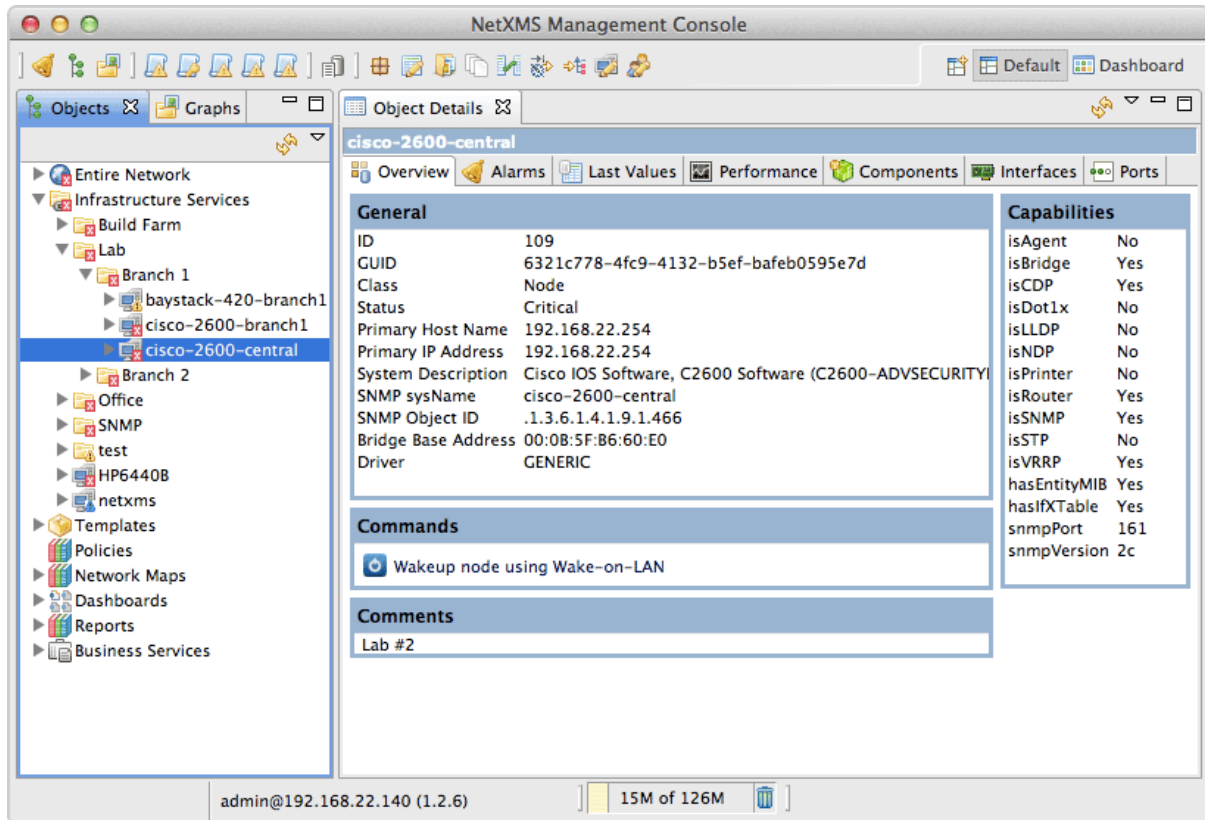 NetXMS Management Console
Default Dashboard
Objects Graphs
Entire Network
Infrastructure Services
Build Farm
Lab
Branch 1
baystack-420-branch1
cisco-2600-branch1
cisco-2600-central
Branch 2
Office
SNMP
test
HP6440B
netxms
Templates
Policies
Network Maps
Dashboards
Reports
Business Services
Object Details
cisco-2600-central
Overview Alarms Last Values Performance Components Interfaces Ports
General
ID 109
GUID 6321c778-4fc9-4132-b5ef-bafeb0595e7d
Class Node
Status Critical
Primary Host Name 192.168.22.254
Primary IP Address 192.168.22.254
System Description Cisco IOS Software, C2600 Software (C2600-ADVSECURITYI
SNMP sysName cisco-2600-central
SNMP Object ID .1.3.6.1.4.1.9.1.466
Bridge Base Address 00:0B:5F:B6:60:E0
Driver GENERIC
Commands
Wakeup node using Wake-on-LAN
Comments
Lab #2
Capabilities
isAgent No
isBridge Yes
isCDP Yes
isDot1x No
isLLDP No
isNDP No
isPrinter No
isRouter Yes
isSNMP Yes
isSTP No
isVRRP Yes
hasEntityMIB Yes
hasIfXTable Yes
snmpPort 161
snmpVersion 2c
admin@192.168.22.140 (1.2.6)
15M of 126M